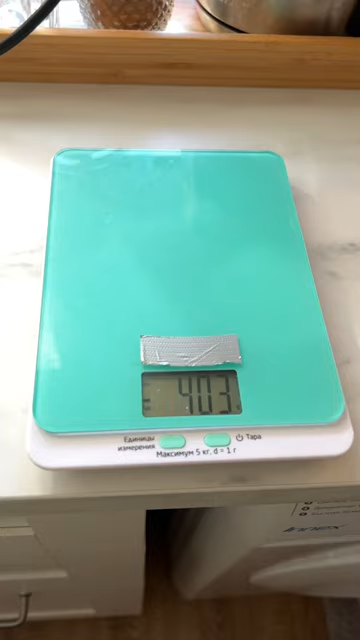 403
Единицы
измерения
Тара
Максимум 5 кг, d = 1 г